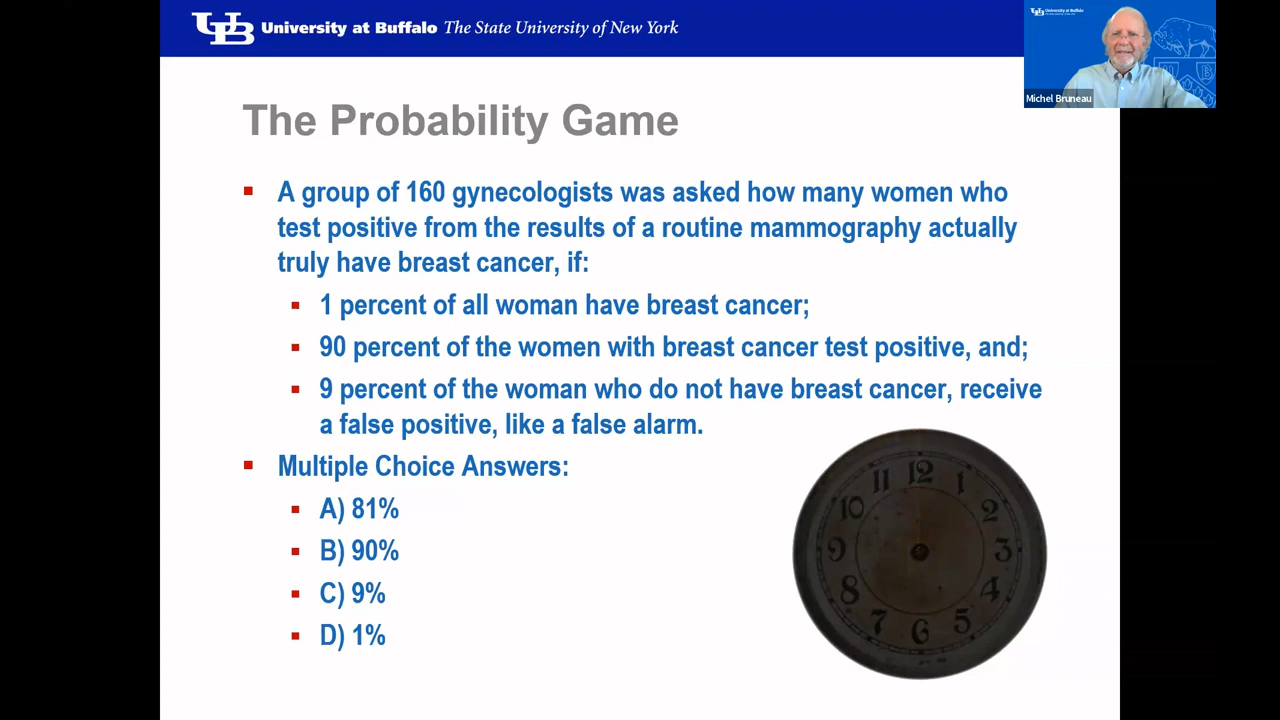 University at Buffalo The State University of New York
University at Buffalo
Michel Bruneau
The Probability Game
A group of 160 gynecologists was asked how many women who
test positive from the results of a routine mammography actually
truly have breast cancer, if:
1 percent of all woman have breast cancer;
90 percent of the women with breast cancer test positive, and;
9 percent of the woman who do not have breast cancer, receive
a false positive, like a false alarm.
Multiple Choice Answers:
A) 81%
B) 90%
C) 9%
D) 1%
12
1
2
3
4
5
6
7
8
9
10
11